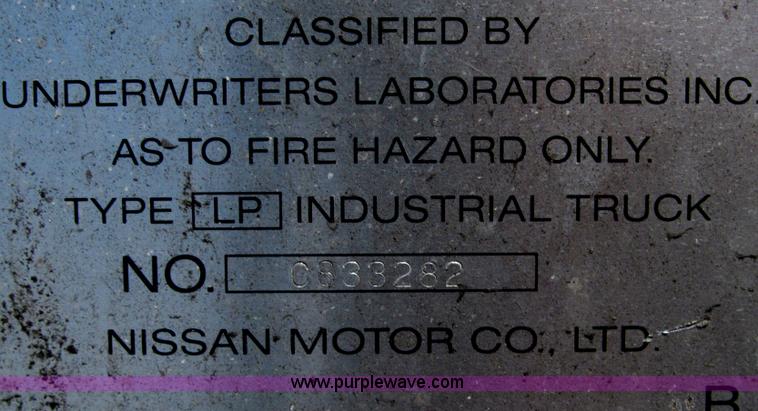 CLASSIFIED BY
UNDERWRITERS LABORATORIES INC.
AS TO FIRE HAZARD ONLY.
TYPE LP INDUSTRIAL TRUCK
NO. C833282
NISSAN MOTOR CO., LTD.
www.purplewave.com
B